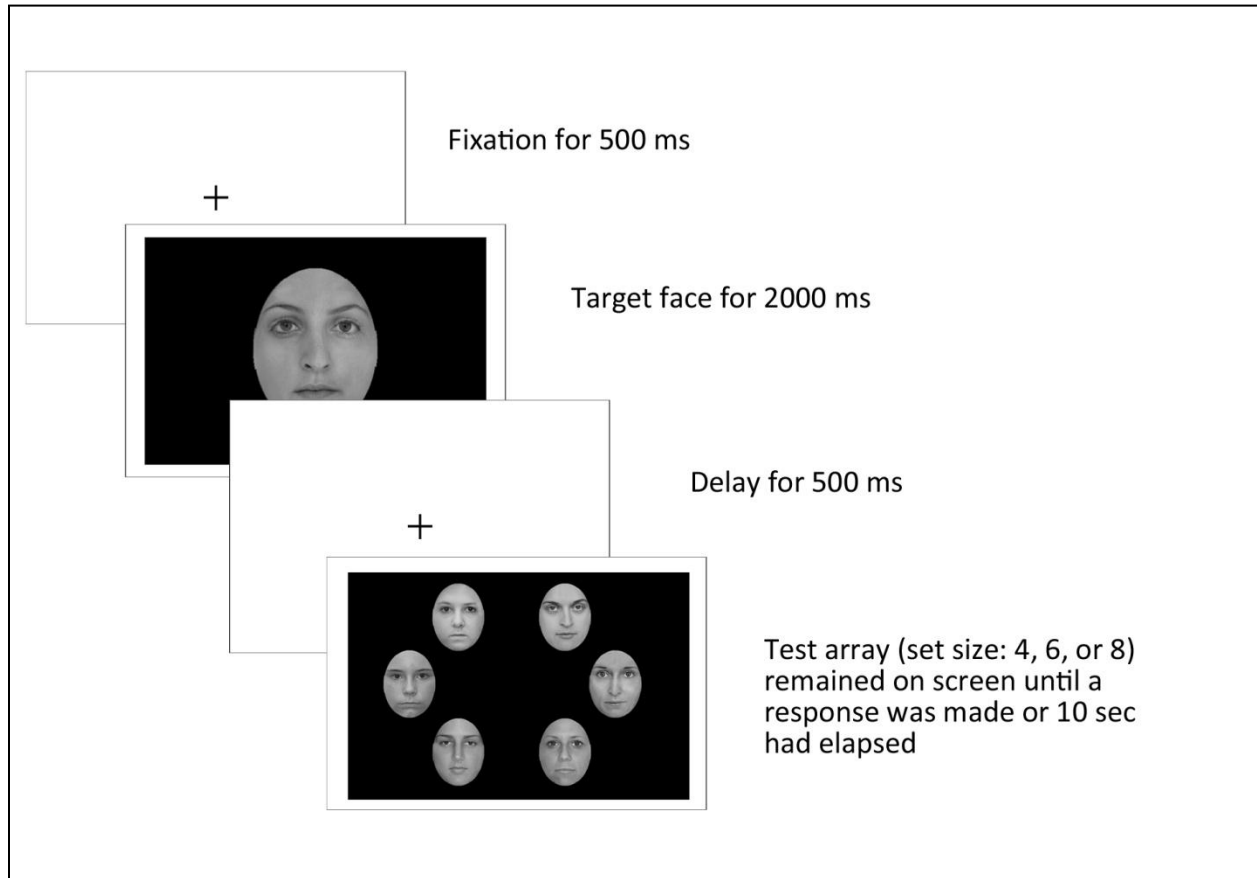 Fixation for 500 ms
Target face for 2000 ms
Delay for 500 ms
Test array (set size: 4, 6, or 8)
remained on screen until a
response was made or 10 sec
had elapsed